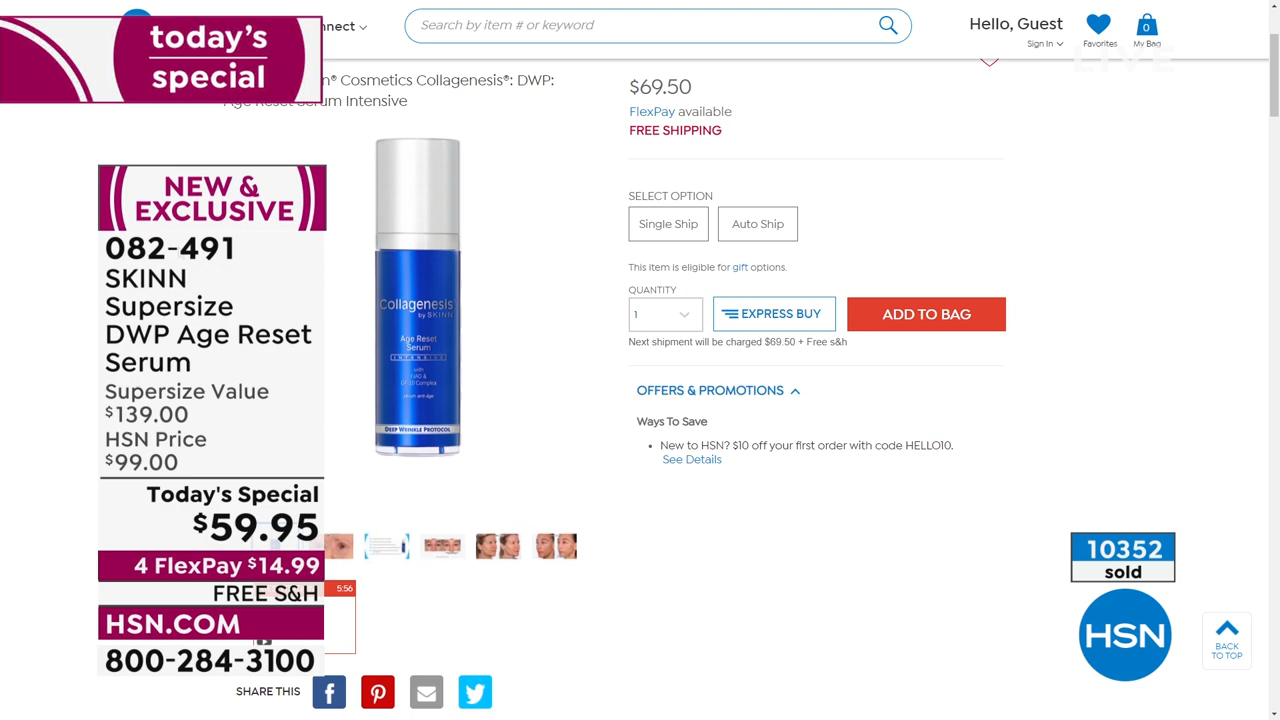 today's
special
nnect
Search by item # or keyword
Hello, Guest
Sign In
Favorites
0
My Bag
LIVE
n® Cosmetics Collagenesis®: DWP:
Age Reset Serum Intensive
$69.50
FlexPay available
FREE SHIPPING
SELECT OPTION
Single Ship
Auto Ship
This item is eligible for gift options.
QUANTITY
1
EXPRESS BUY
ADD TO BAG
Next shipment will be charged $69.50 + Free s&h
OFFERS & PROMOTIONS
Ways To Save
New to HSN? $10 off your first order with code HELLO10.
See Details
NEW &
EXCLUSIVE
082-491
SKINN
Supersize
DWP Age Reset
Serum
Supersize Value
$139.00
HSN Price
$99.00
Today's Special
$59.95
4 FlexPay $14.99
FREE S&H
HSN.COM
800-284-3100
Collagenesis®
by SKINN
Age Reset
Serum
INTENSIVE
with
serum anti-âge
DEEP WRINKLE PROTOCOL
5:56
SHARE THIS
10352
sold
HSN
BACK
TO TOP